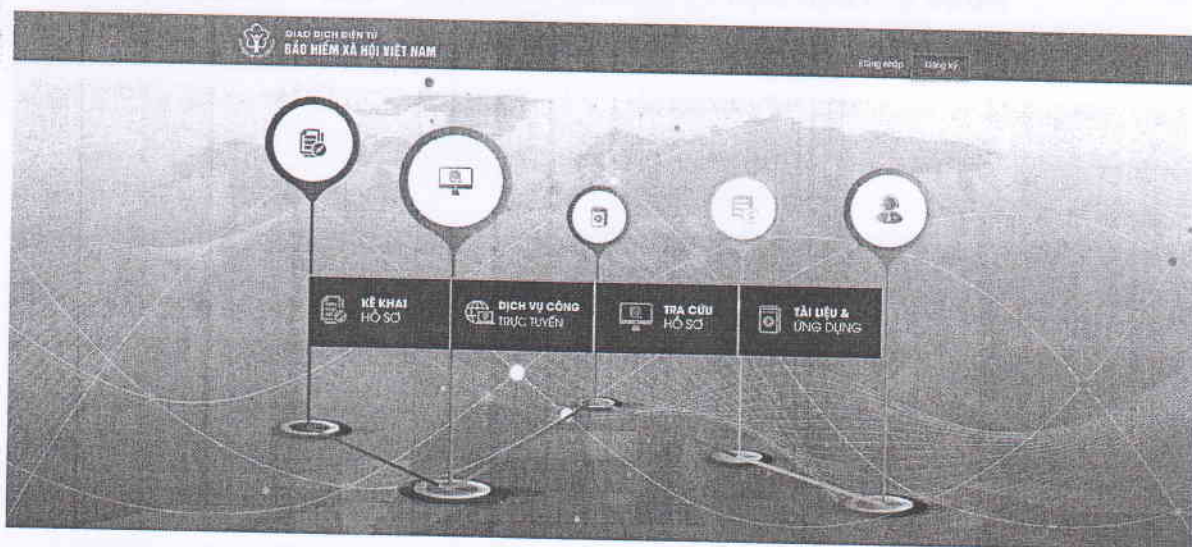 GIAO DỊCH ĐIỆN TỬ
BẢO HIỂM XÃ HỘI VIỆT NAM
Đăng nhập Đăng ký
KÊ KHAI
HỒ SƠ
DỊCH VỤ CÔNG
TRỰC TUYẾN
TRA CỨU
HỒ SƠ
TÀI LIỆU &
ỨNG DỤNG